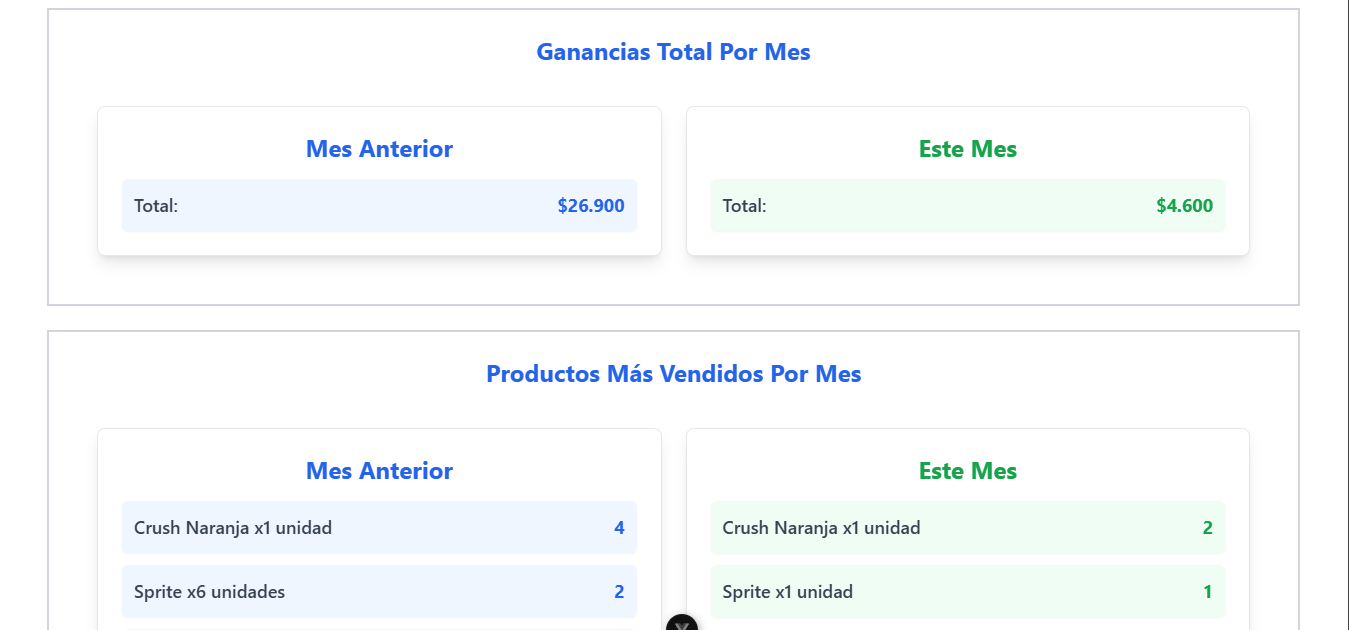 Ganancias Total Por Mes
Mes Anterior
Total: $26.900
Este Mes
Total: $4.600
Productos Más Vendidos Por Mes
Mes Anterior
Crush Naranja x1 unidad 4
Sprite x6 unidades 2
Este Mes
Crush Naranja x1 unidad 2
Sprite x1 unidad 1